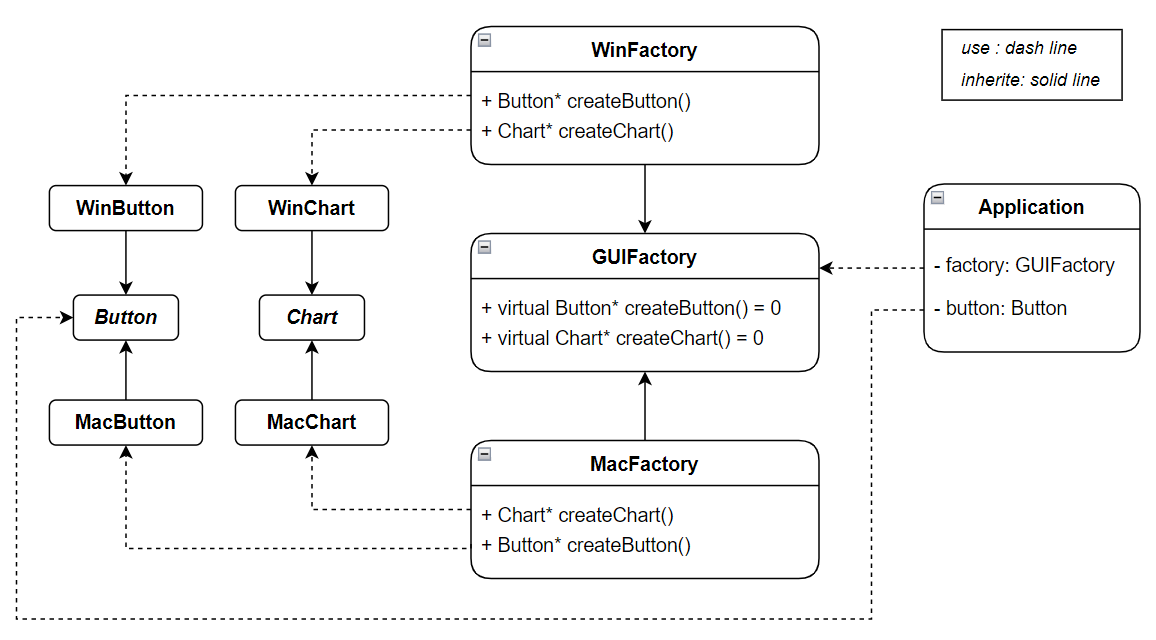 WinFactory
+ Button* createButton()
+ Chart* createChart()
use : dash line
inherite: solid line
WinButton
WinChart
Application
- factory: GUIFactory
- button: Button
GUIFactory
+ virtual Button* createButton() = 0
+ virtual Chart* createChart() = 0
Button
Chart
MacButton
MacChart
MacFactory
+ Chart* createChart()
+ Button* createButton()